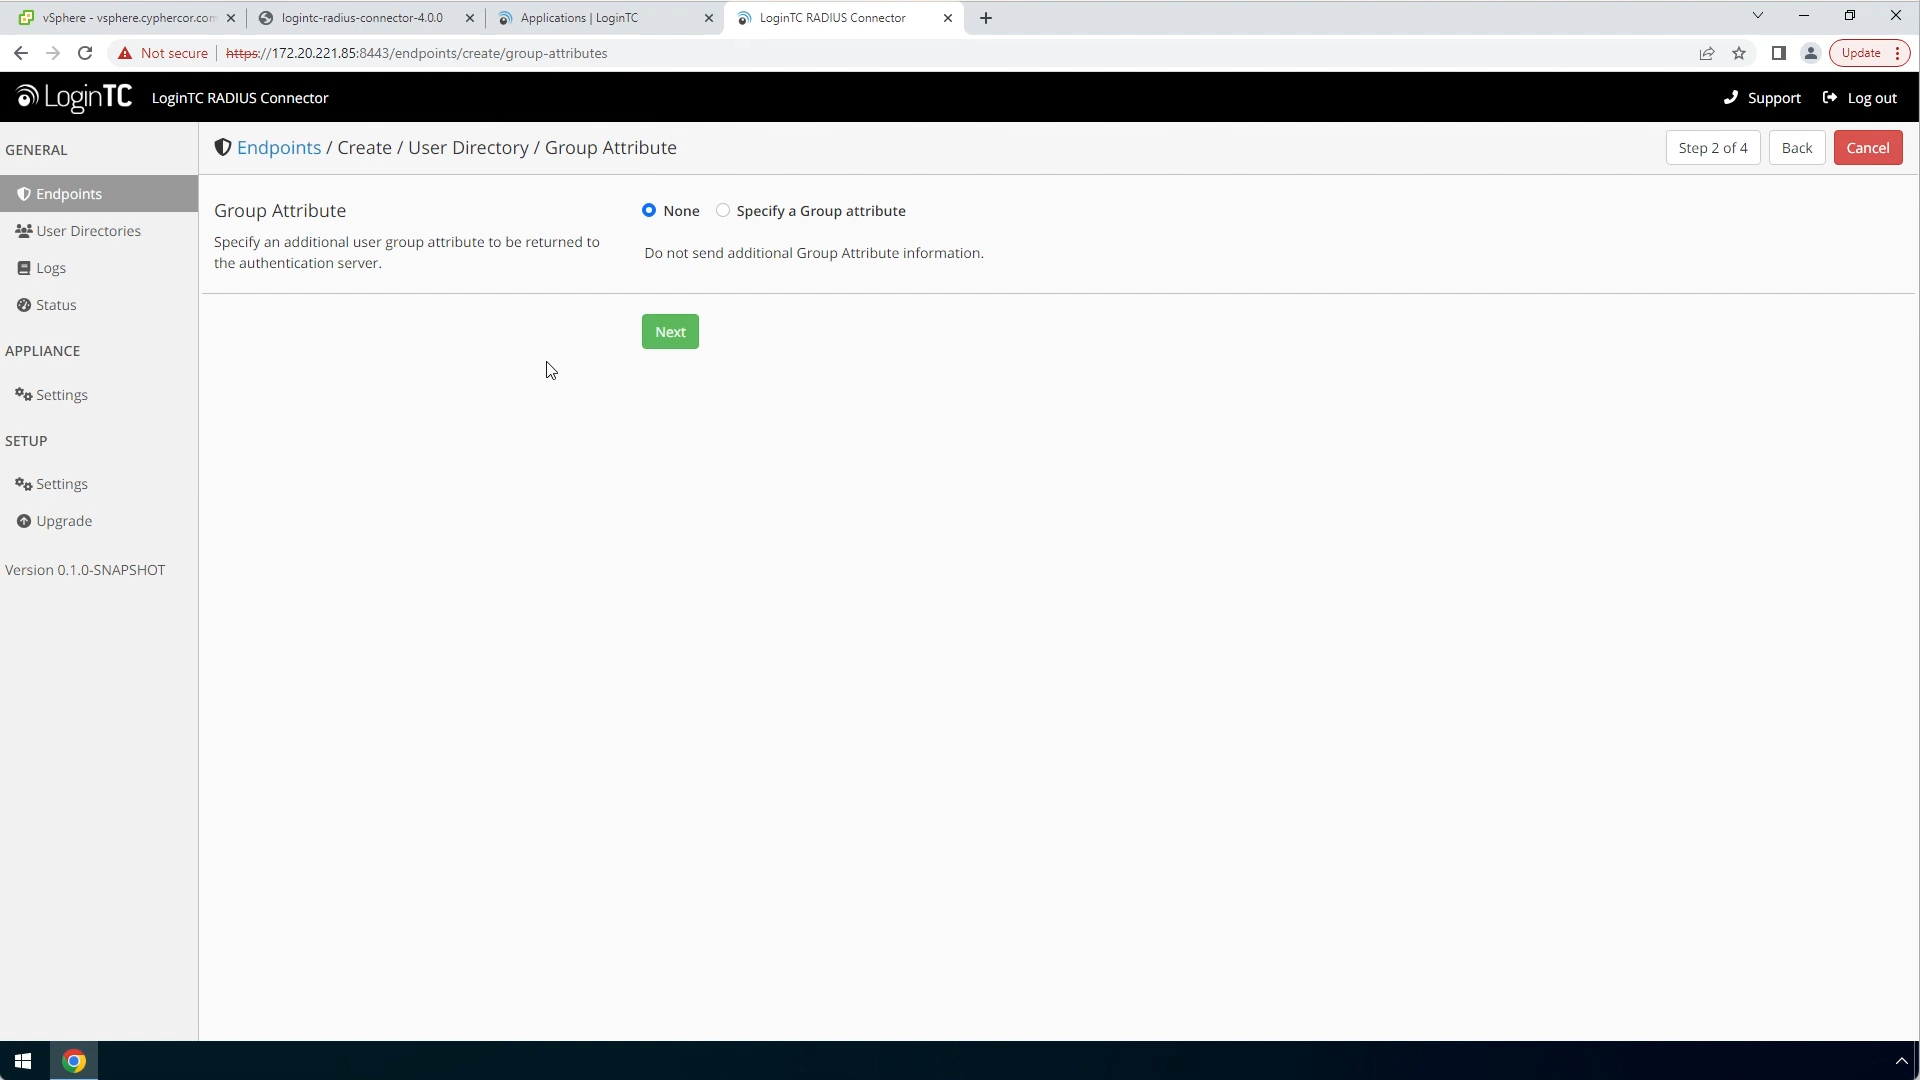 vSphere - vsphere.cyphercor.com
logintc-radius-connector-4.0.0
Applications | LoginTC
LoginTC RADIUS Connector
Not secure
https://172.20.221.85:8443/endpoints/create/group-attributes
Update
LoginTC
LoginTC RADIUS Connector
Support
Log out
GENERAL
Endpoints
User Directories
Logs
Status
APPLIANCE
Settings
SETUP
Settings
Upgrade
Version 0.1.0-SNAPSHOT
Endpoints / Create / User Directory / Group Attribute
Step 2 of 4
Back
Cancel
Group Attribute
Specify an additional user group attribute to be returned to
the authentication server.
None
Specify a Group attribute
Do not send additional Group Attribute information.
Next